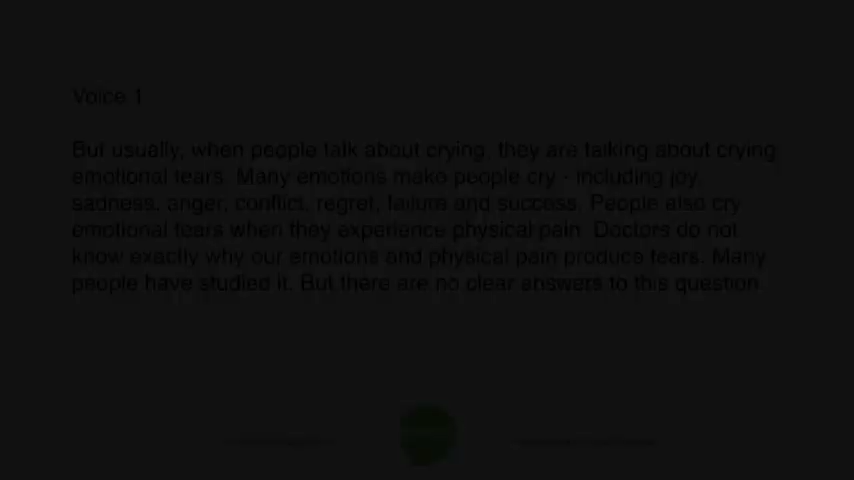 Voice 1
But usually, when people talk about crying, they are talking about crying
emotional tears. Many emotions make people cry - including joy,
sadness, anger, conflict, regret, failure and success. People also cry
emotional tears when they experience physical pain. Doctors do not
know exactly why our emotions and physical pain produce tears. Many
people have studied it. But there are no clear answers to this question.